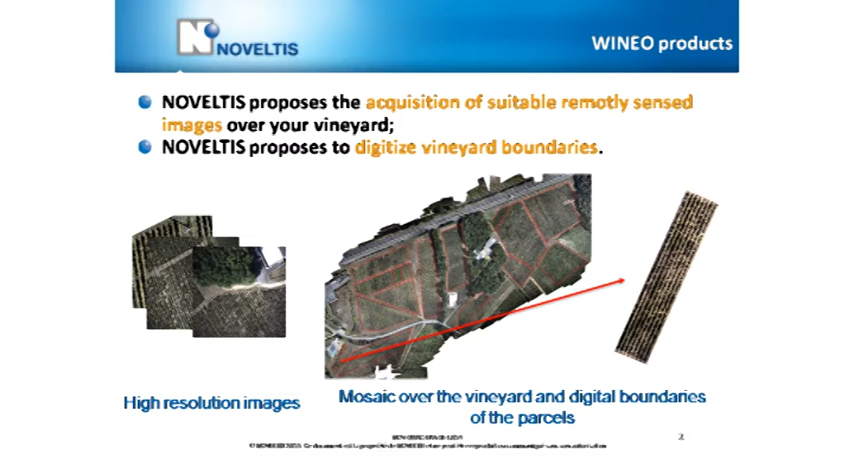 NOVELTIS
WINEO products
NOVELTIS proposes the acquisition of suitable remotly sensed
images over your vineyard;
NOVELTIS proposes to digitize vineyard boundaries.
High resolution images
Mosaic over the vineyard and digital boundaries
of the parcels
2